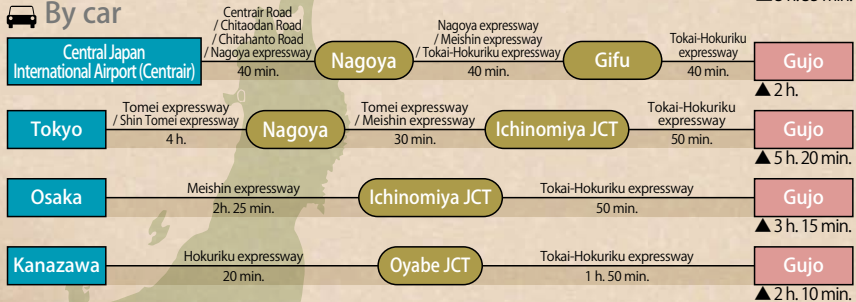 By car
Centrair Road
/ Chitaodan Road
/ Chitahanto Road
/ Nagoya expressway
40 min.
Nagoya expressway
/ Meishin expressway
/ Tokai-Hokuriku expressway
40 min.
Tokai-Hokuriku
expressway
40 min.
Central Japan
International Airport (Centrair)
Nagoya
Gifu
Gujo
▲2 h.
Tomei expressway
/ Shin Tomei expressway
4 h.
Tomei expressway
/ Meishin expressway
30 min.
Tokai-Hokuriku
expressway
50 min.
Tokyo
Nagoya
Ichinomiya JCT
Gujo
▲5 h. 20 min.
Osaka
Meishin expressway
2h. 25 min.
Ichinomiya JCT
Tokai-Hokuriku expressway
50 min.
Gujo
▲3 h. 15 min.
Kanazawa
Hokuriku expressway
20 min.
Oyabe JCT
Tokai-Hokuriku expressway
1 h. 50 min.
Gujo
▲2 h. 10 min.